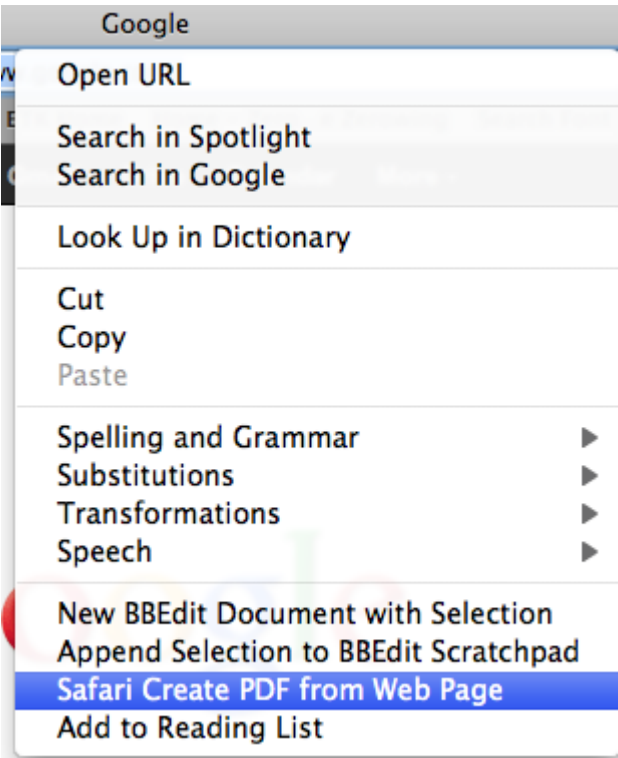 Google
Open URL
Search in Spotlight
Search in Google
Look Up in Dictionary
Cut
Copy
Paste
Spelling and Grammar
Substitutions
Transformations
Speech
New BBEdit Document with Selection
Append Selection to BBEdit Scratchpad
Safari Create PDF from Web Page
Add to Reading List